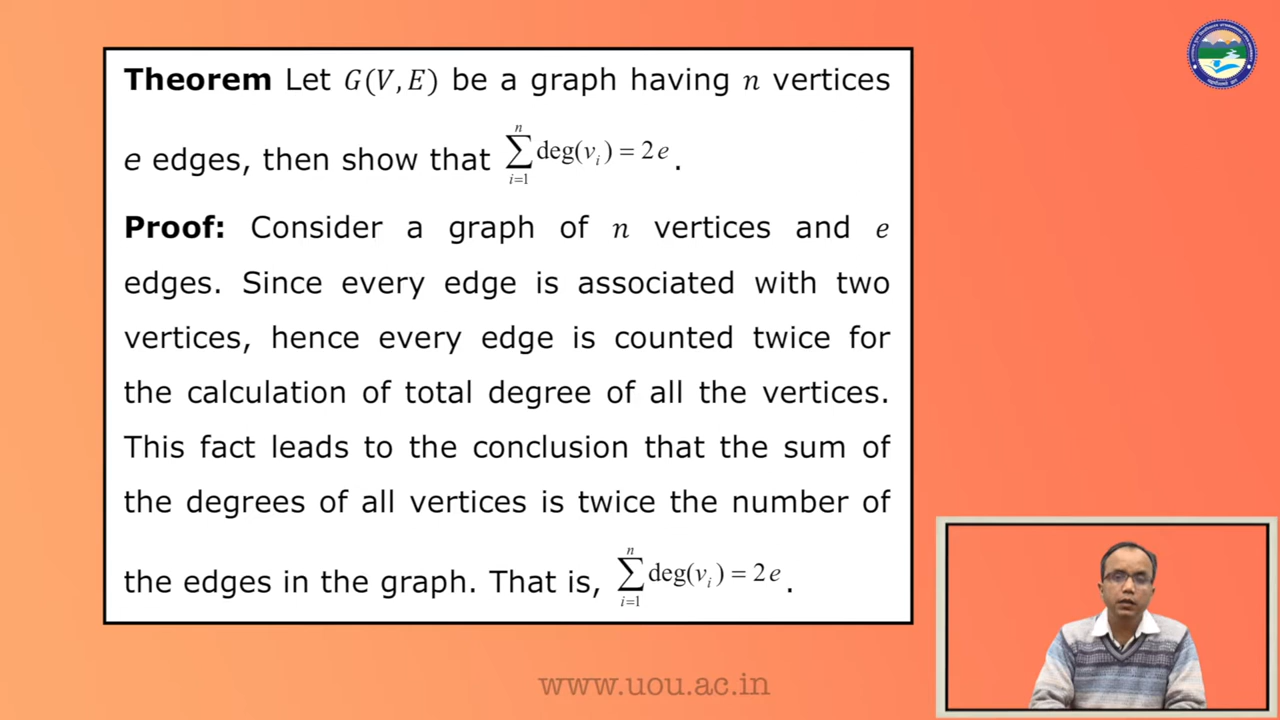 Theorem Let G(V, E) be a graph having n vertices
e edges, then show that \sum_{i=1}^{n} deg(v_i) = 2e.
Proof: Consider a graph of n vertices and e
edges. Since every edge is associated with two
vertices, hence every edge is counted twice for
the calculation of total degree of all the vertices.
This fact leads to the conclusion that the sum of
the degrees of all vertices is twice the number of
the edges in the graph. That is, \sum_{i=1}^{n} deg(v_i) = 2e.
www.uou.ac.in